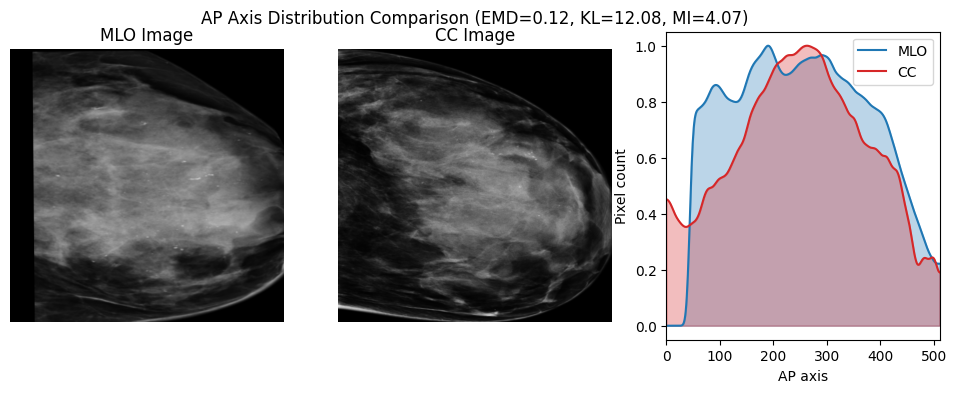 AP Axis Distribution Comparison (EMD=0.12, KL=12.08, MI=4.07)
MLO Image
CC Image
MLO
CC
Pixel count
1.0
0.8
0.6
0.4
0.2
0.0
0 100 200 300 400 500
AP axis